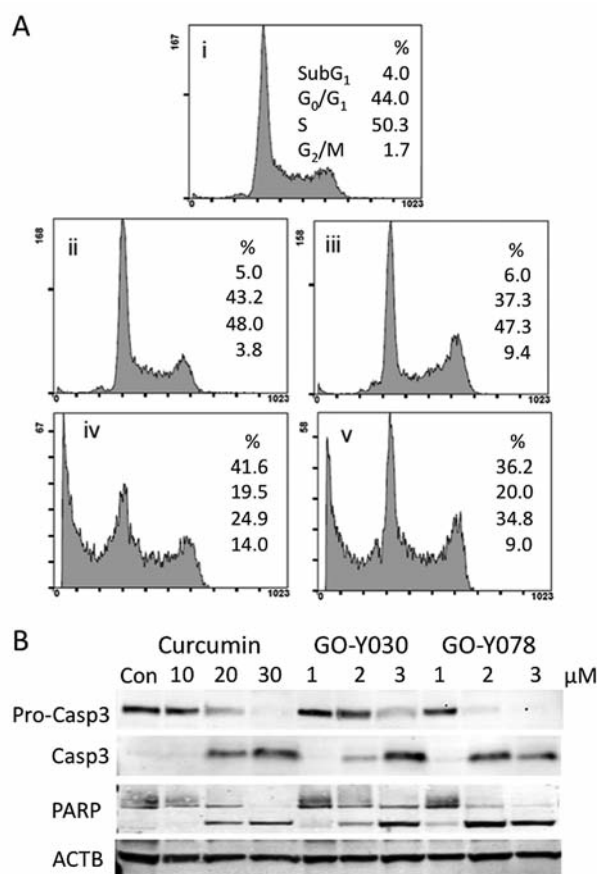 A
167
i
%
SubG1 4.0
G0/G1 44.0
S 50.3
G2/M 1.7
0 1023
168
ii
%
5.0
43.2
48.0
3.8
0 1023
158
iii
%
6.0
37.3
47.3
9.4
0 1023
67
iv
%
41.6
19.5
24.9
14.0
0 1023
58
v
%
36.2
20.0
34.8
9.0
0 1023
B
Curcumin GO-Y030 GO-Y078
Con 10 20 30 1 2 3 1 2 3 μM
Pro-Casp3
Casp3
PARP
ACTB